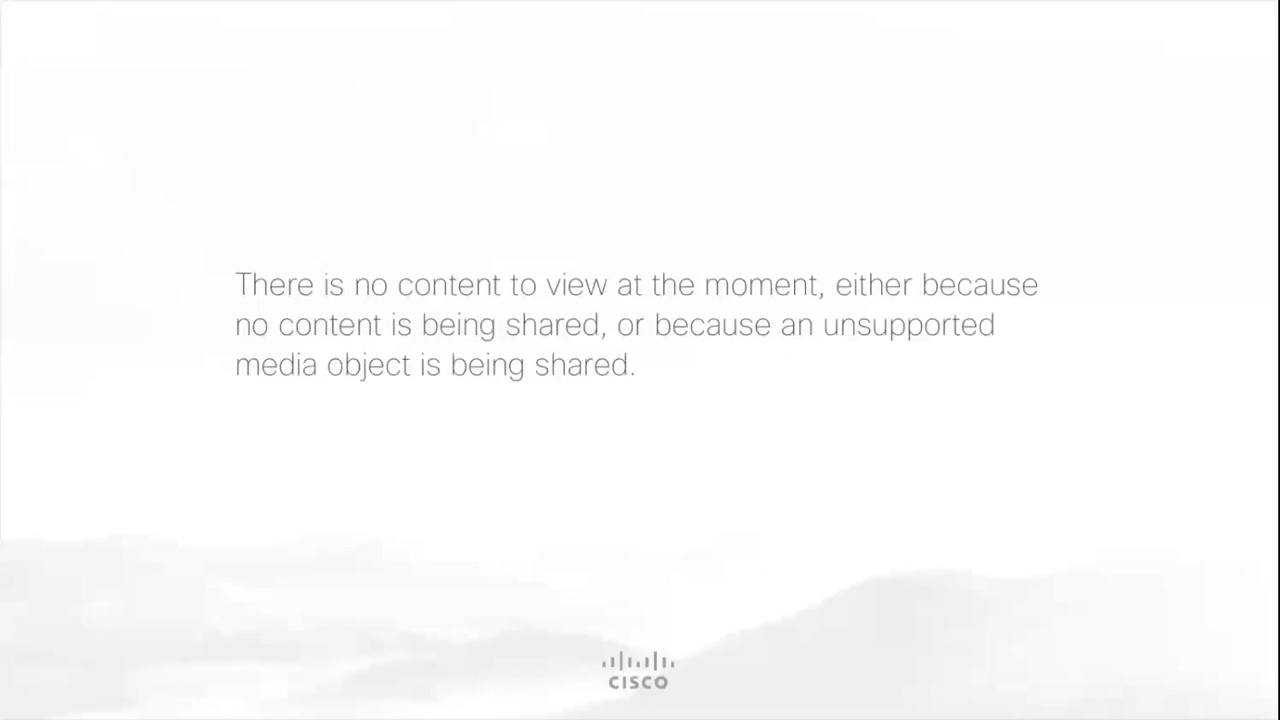 There is no content to view at the moment, either because
no content is being shared, or because an unsupported
media object is being shared.
CISCO